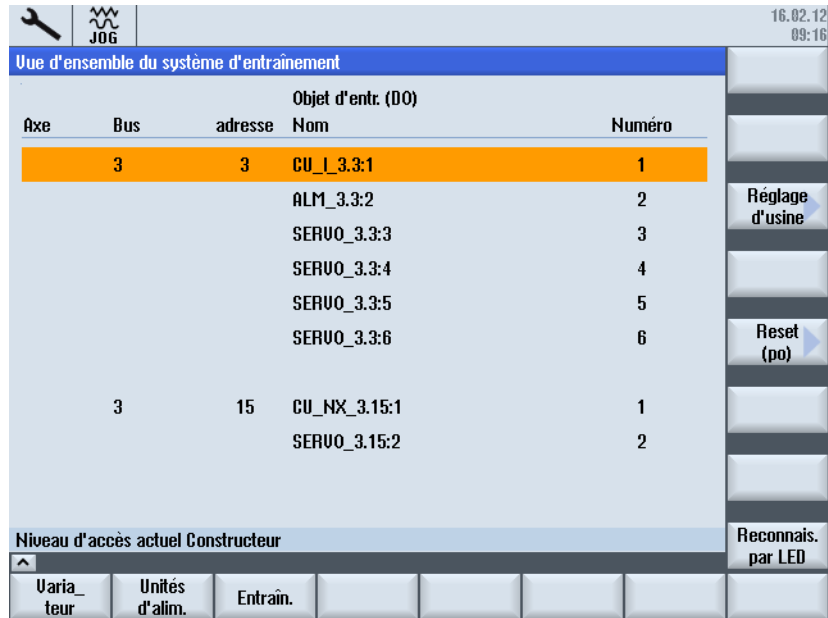 JOG
16.02.12
09:16
Vue d'ensemble du système d'entraînement
Objet d'entr. (DO)
Axe Bus adresse Nom Numéro
3 3 CU_I_3.3:1 1
ALM_3.3:2 2
SERVO_3.3:3 3
SERVO_3.3:4 4
SERVO_3.3:5 5
SERVO_3.3:6 6
3 15 CU_NX_3.15:1 1
SERVO_3.15:2 2
Réglage
d'usine
Reset
(po)
Reconnais.
par LED
Niveau d'accès actuel Constructeur
Varia_
teur
Unités
d'alim.
Entraîn.